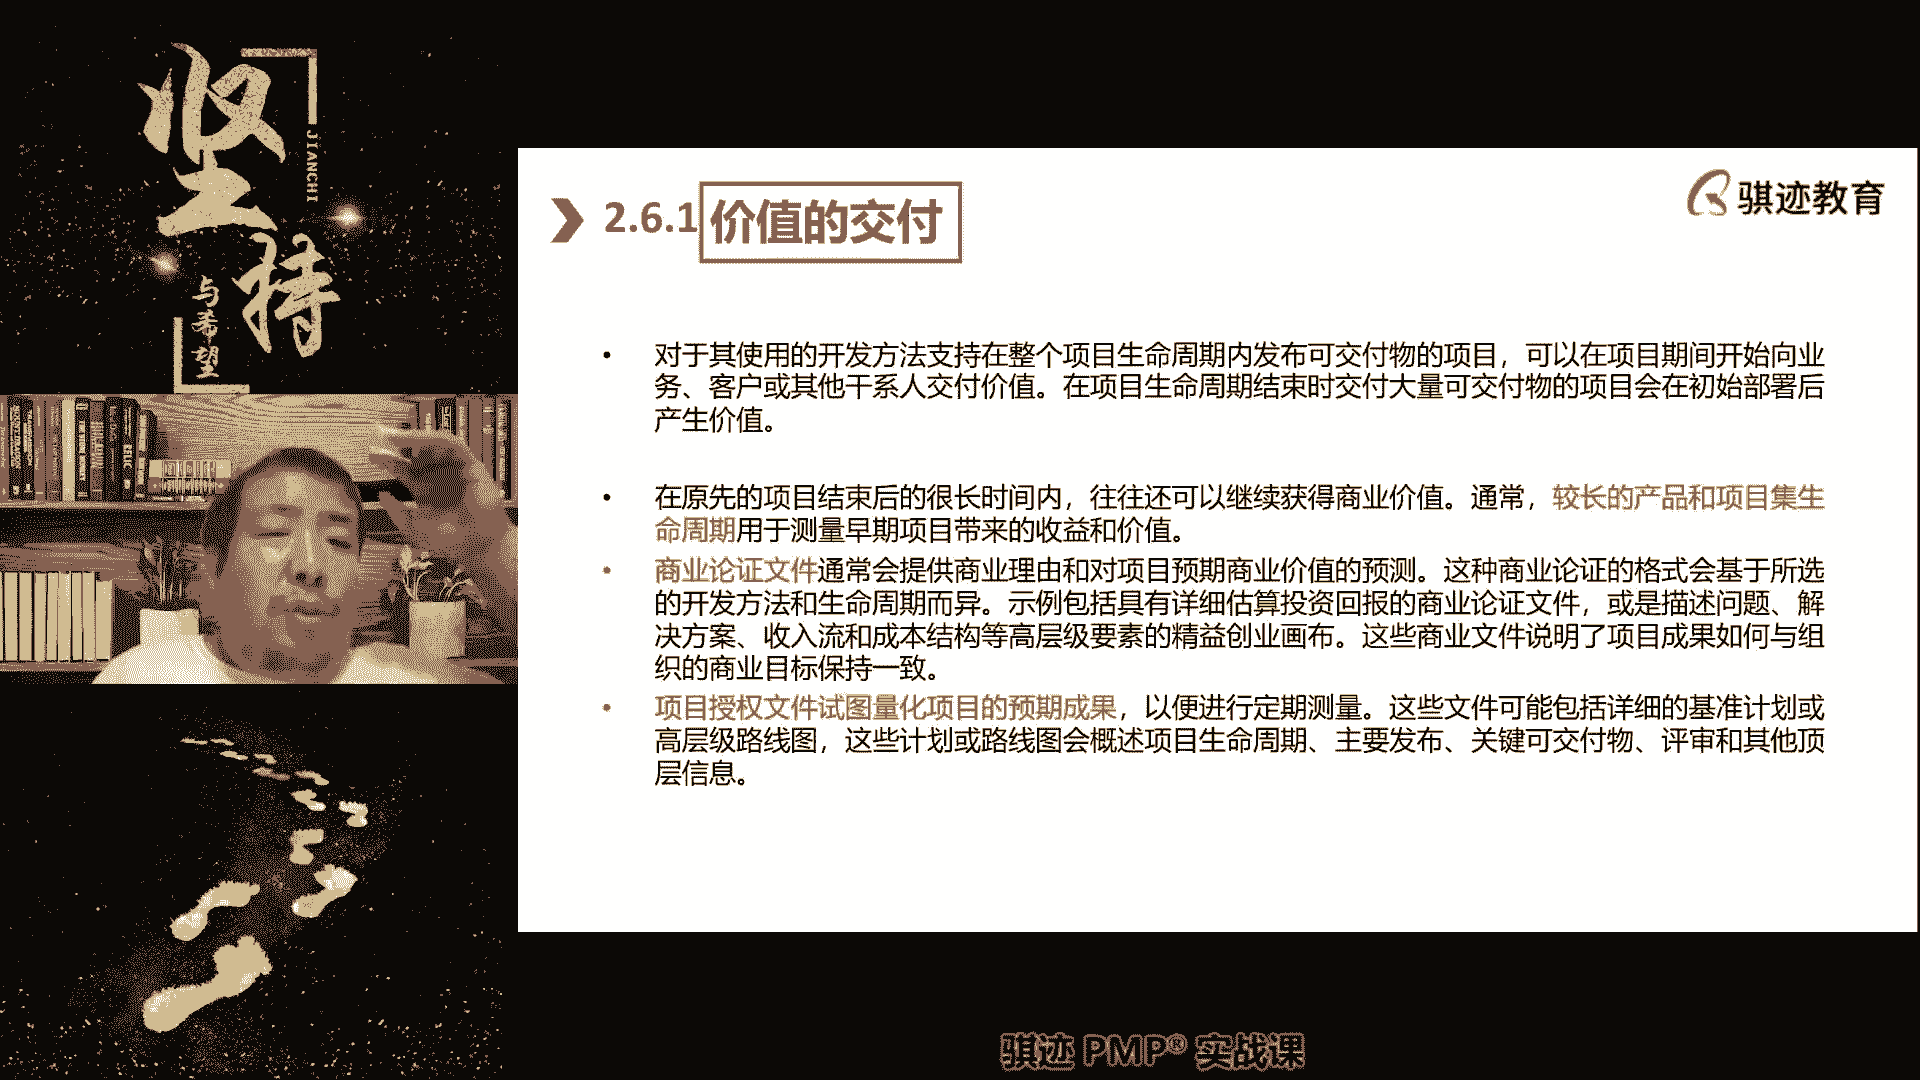 坚持
JIANCHI
与希望
骐迹教育
2.6.1 价值的交付
• 对于其使用的开发方法支持在整个项目生命周期内发布可交付物的项目，可以在项目期间开始向业
务、客户或其他干系人交付价值。在项目生命周期结束时交付大量可交付物的项目会在初始部署后
产生价值。
• 在原先的项目结束后的很长时间内，往往还可以继续获得商业价值。通常，较长的产品和项目集生
命周期用于测量早期项目带来的收益和价值。
• 商业论证文件通常会提供商业理由和对项目预期商业价值的预测。这种商业论证的格式会基于所选
的开发方法和生命周期而异。示例包括具有详细估算投资回报的商业论证文件，或是描述问题、解
决方案、收入流和成本结构等高层级要素的精益创业画布。这些商业文件说明了项目成果如何与组
织的商业目标保持一致。
• 项目授权文件试图量化项目的预期成果，以便进行定期测量。这些文件可能包括详细的基准计划或
高层级路线图，这些计划或路线图会概述项目生命周期、主要发布、关键可交付物、评审和其他顶
层信息。
骐迹 PMP® 实战课